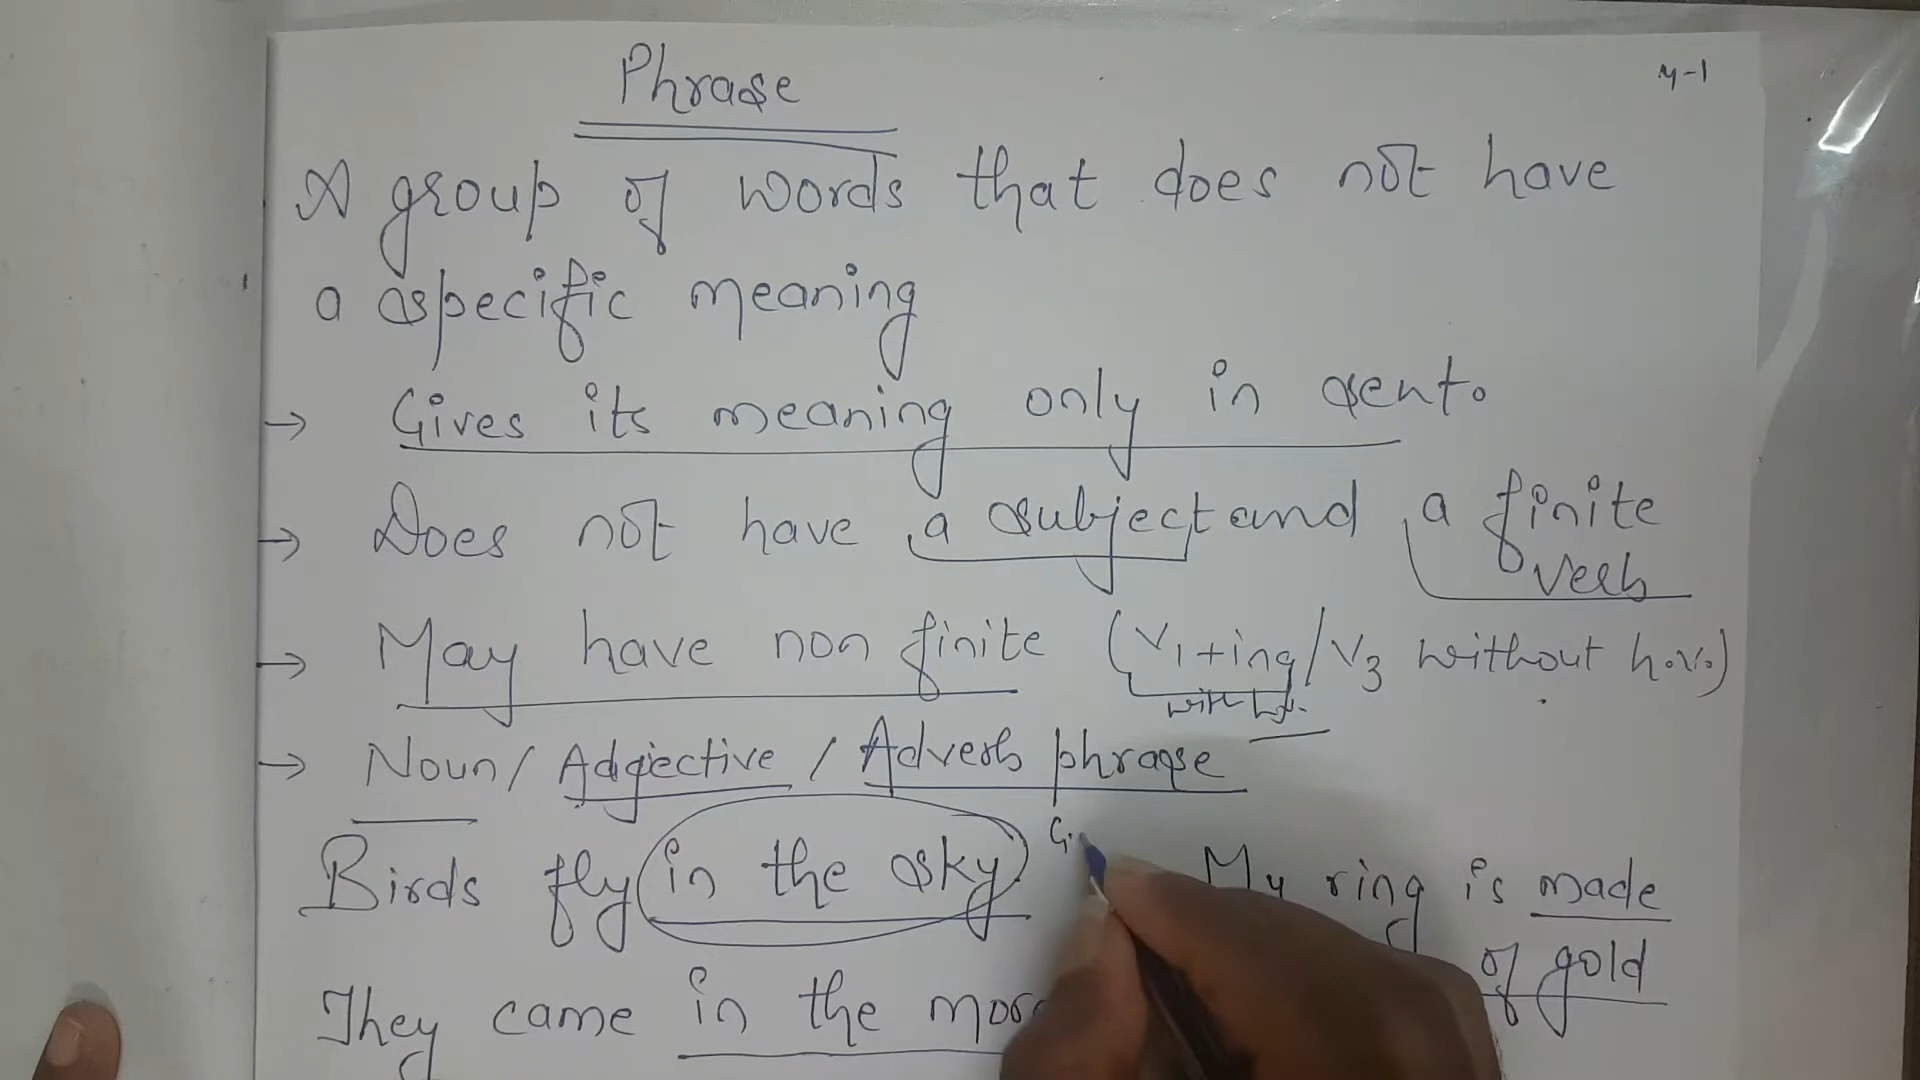 Phrase
4-1
A group of words that does not have
a specific meaning
→ Gives its meaning only in sent.
→ Does not have a subject and a finite
verb
→ May have non finite (V1+ing/V3 without h.v.)
with h.v.
→ Noun / Adjective / Adverb phrase
Birds fly in the sky
My ring is made
of gold
They came in the